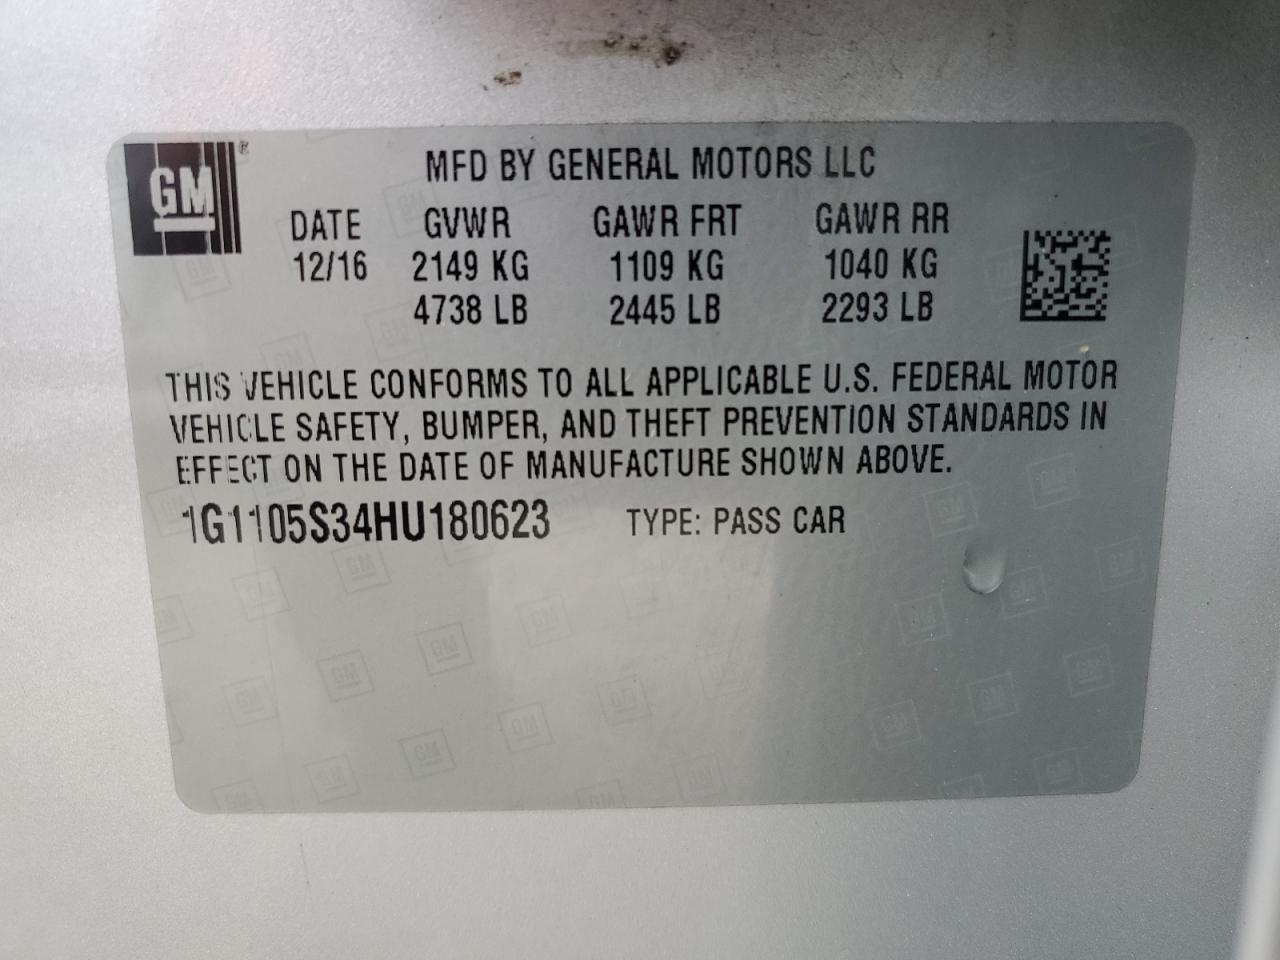 GM®
MFD BY GENERAL MOTORS LLC
DATE GVWR GAWR FRT GAWR RR
12/16 2149 KG 1109 KG 1040 KG
4738 LB 2445 LB 2293 LB
THIS VEHICLE CONFORMS TO ALL APPLICABLE U.S. FEDERAL MOTOR
VEHICLE SAFETY, BUMPER, AND THEFT PREVENTION STANDARDS IN
EFFECT ON THE DATE OF MANUFACTURE SHOWN ABOVE.
1G1105S34HU180623 TYPE: PASS CAR